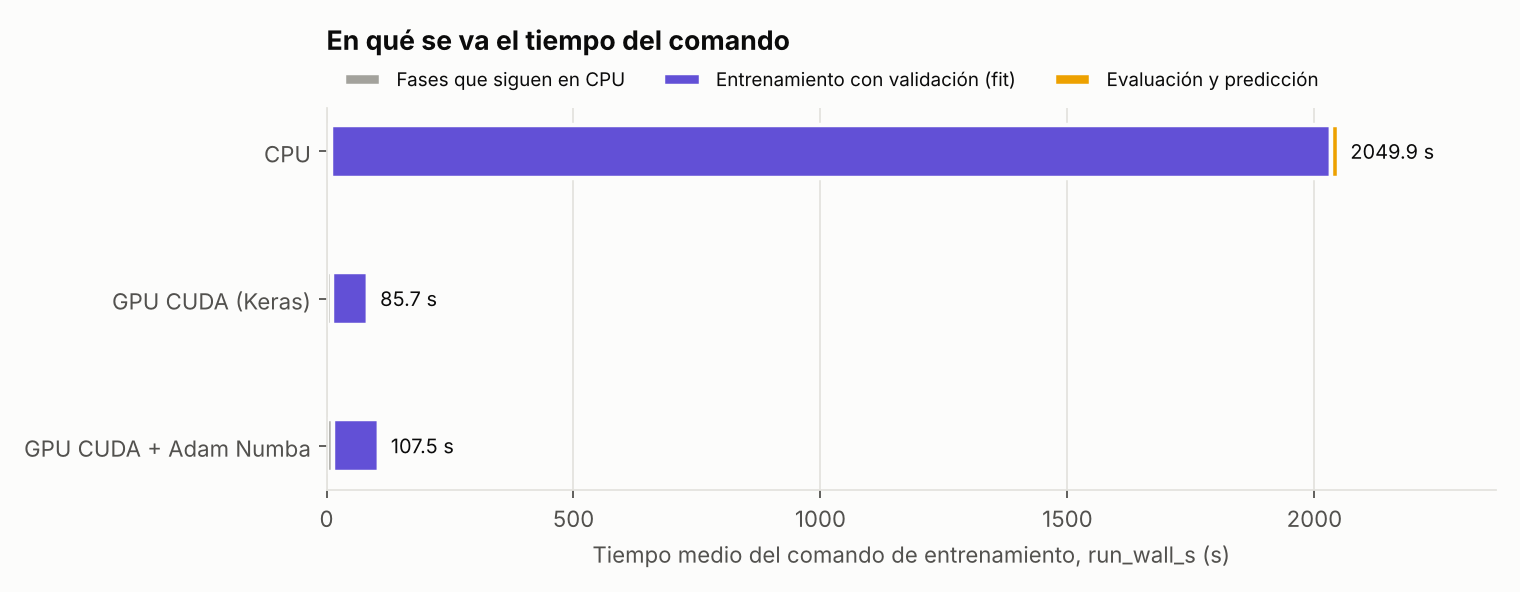 En qué se va el tiempo del comando
Fases que siguen en CPU
Entrenamiento con validación (fit)
Evaluación y predicción
CPU
2049.9 s
GPU CUDA (Keras)
85.7 s
GPU CUDA + Adam Numba
107.5 s
0
500
1000
1500
2000
Tiempo medio del comando de entrenamiento, run_wall_s (s)